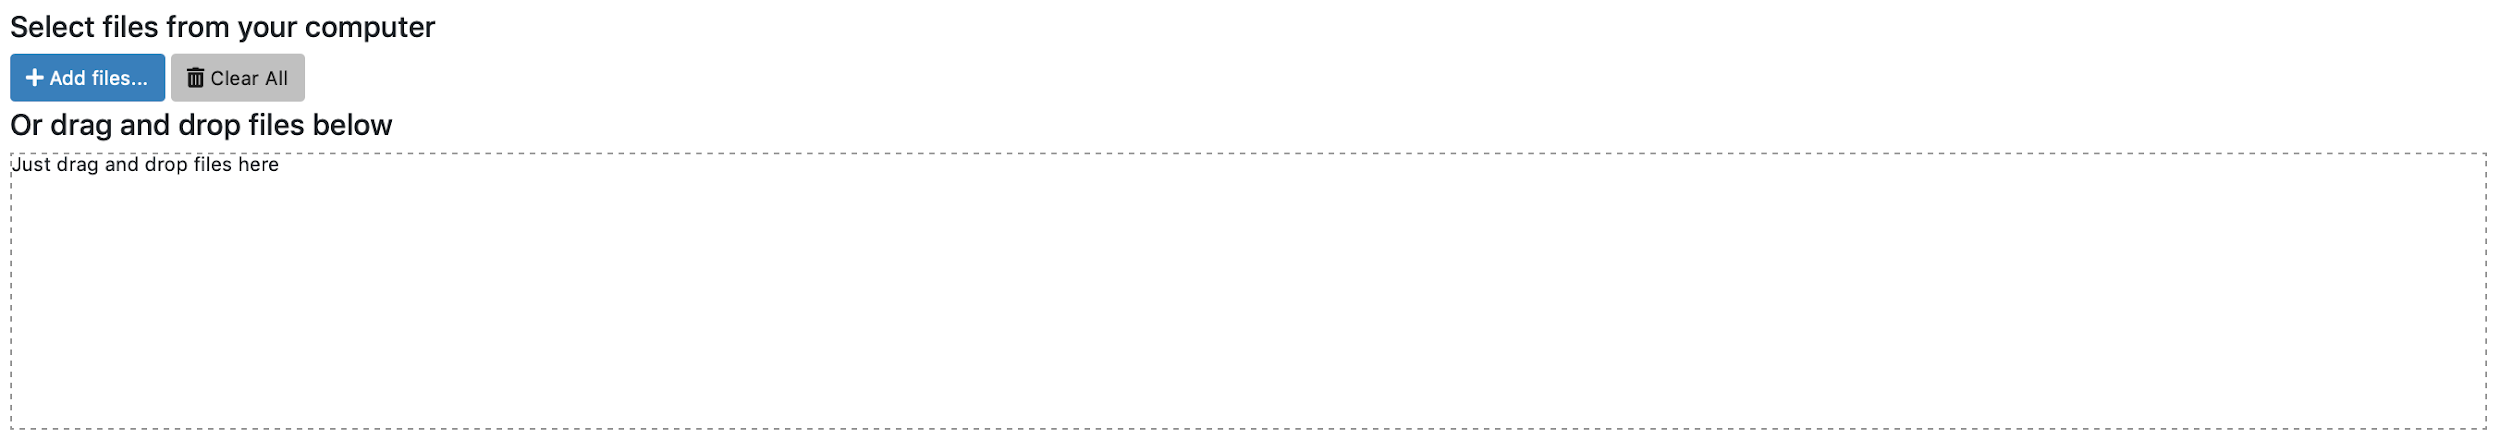 Select files from your computer
Add files...
Clear All
Or drag and drop files below
Just drag and drop files here